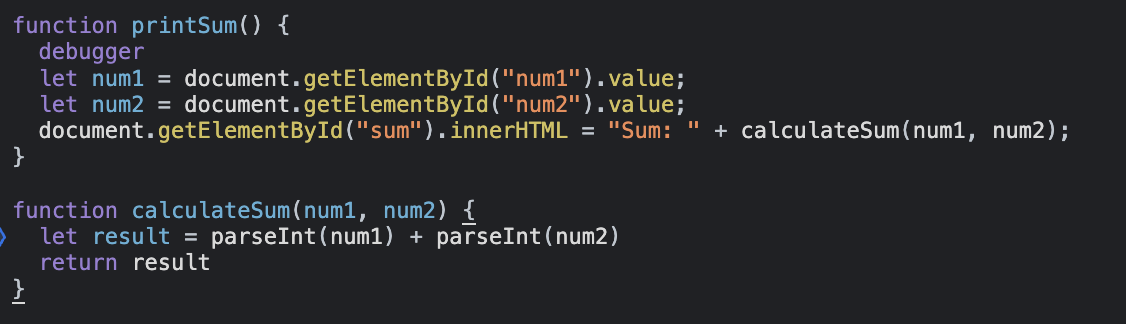 function printSum() {
  debugger
  let num1 = document.getElementById("num1").value;
  let num2 = document.getElementById("num2").value;
  document.getElementById("sum").innerHTML = "Sum: " + calculateSum(num1, num2);
}

function calculateSum(num1, num2) {
  let result = parseInt(num1) + parseInt(num2)
  return result
}